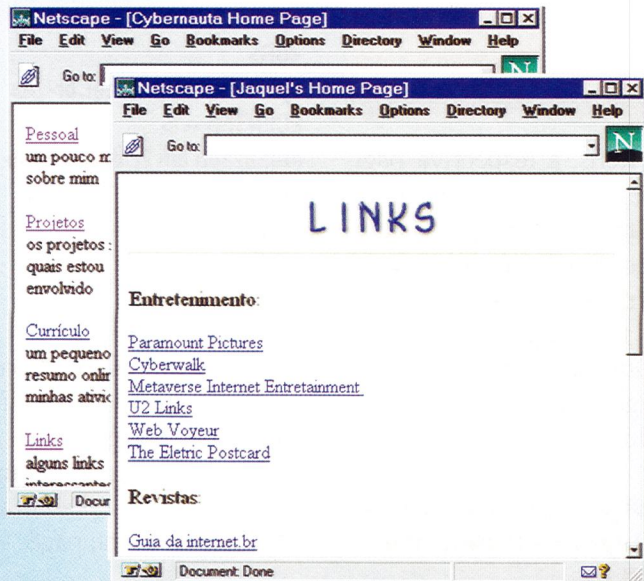 Netscape - [Cybernauta Home Page]
File Edit View Go Bookmarks Options Directory Window Help
Go to:
Pessoal
um pouco
sobre mim
Projetos
os projetos
quais estou
envolvido
Currículo
um pequeno
resumo
minhas
Links
alguns links
Netscape - [Jaquel's Home Page]
File Edit View Go Bookmarks Options Directory Window Help
Go to:
N
LINKS
Entretenimento:
Paramount Pictures
Cyberwalk
Metaverse Internet Entretainment
U2 Links
Web Voyeur
The Eletric Postcard
Revistas:
Guia da internet.br
Document: Done